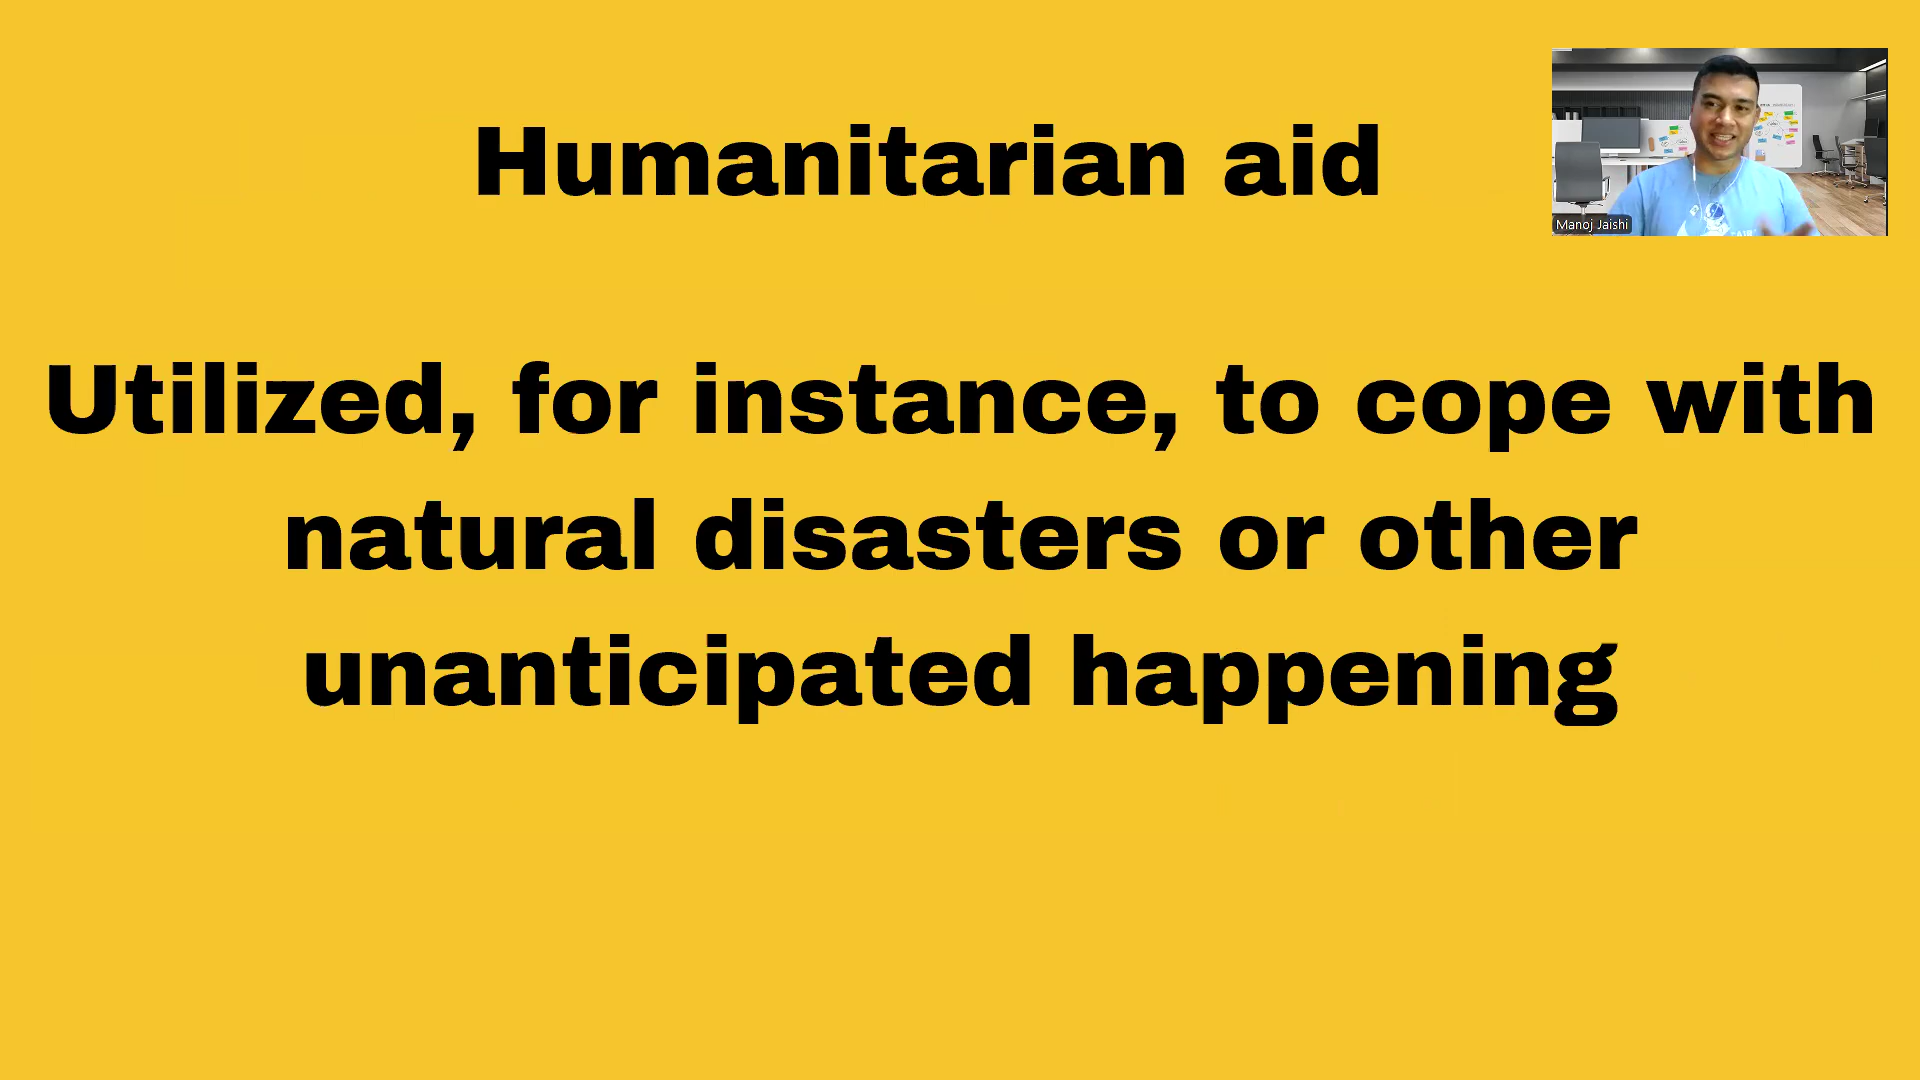 Humanitarian aid
Manoj Jaishi
Utilized, for instance, to cope with
natural disasters or other
unanticipated happening